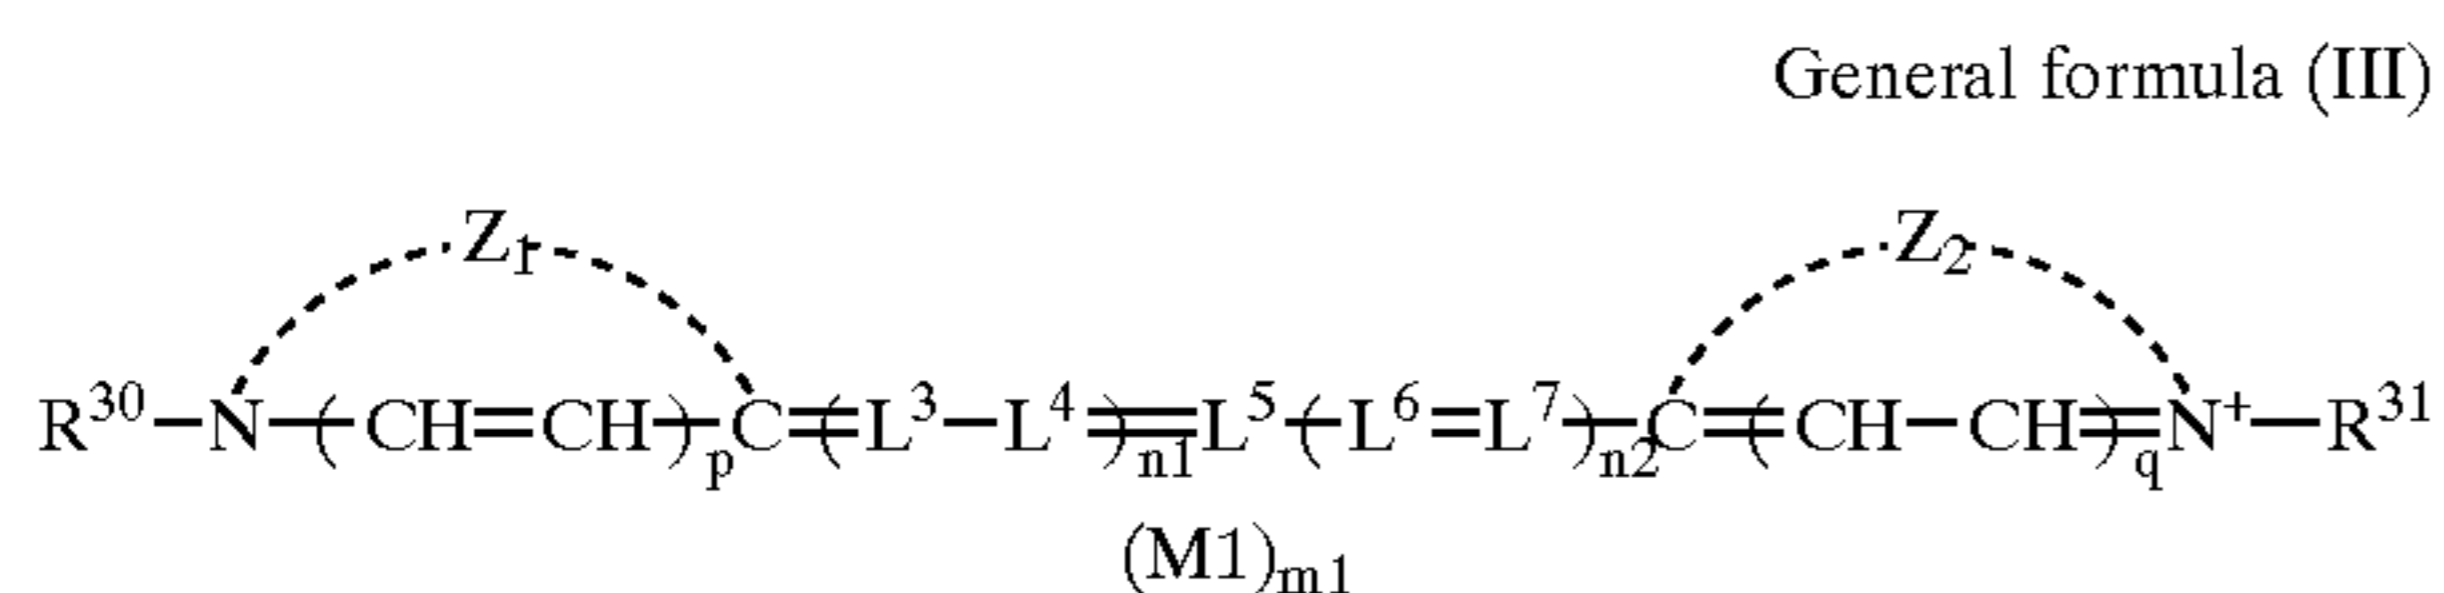 General formula (III)
Z₁ Z₂
R³⁰—N—(CH=CH)ₚ—C=(L³—L⁴)ₙ₁=L⁵—(L⁶=L⁷)ₙ₂—C=(CH—CH)q=N⁺—R³¹
(M1)ₘ₁